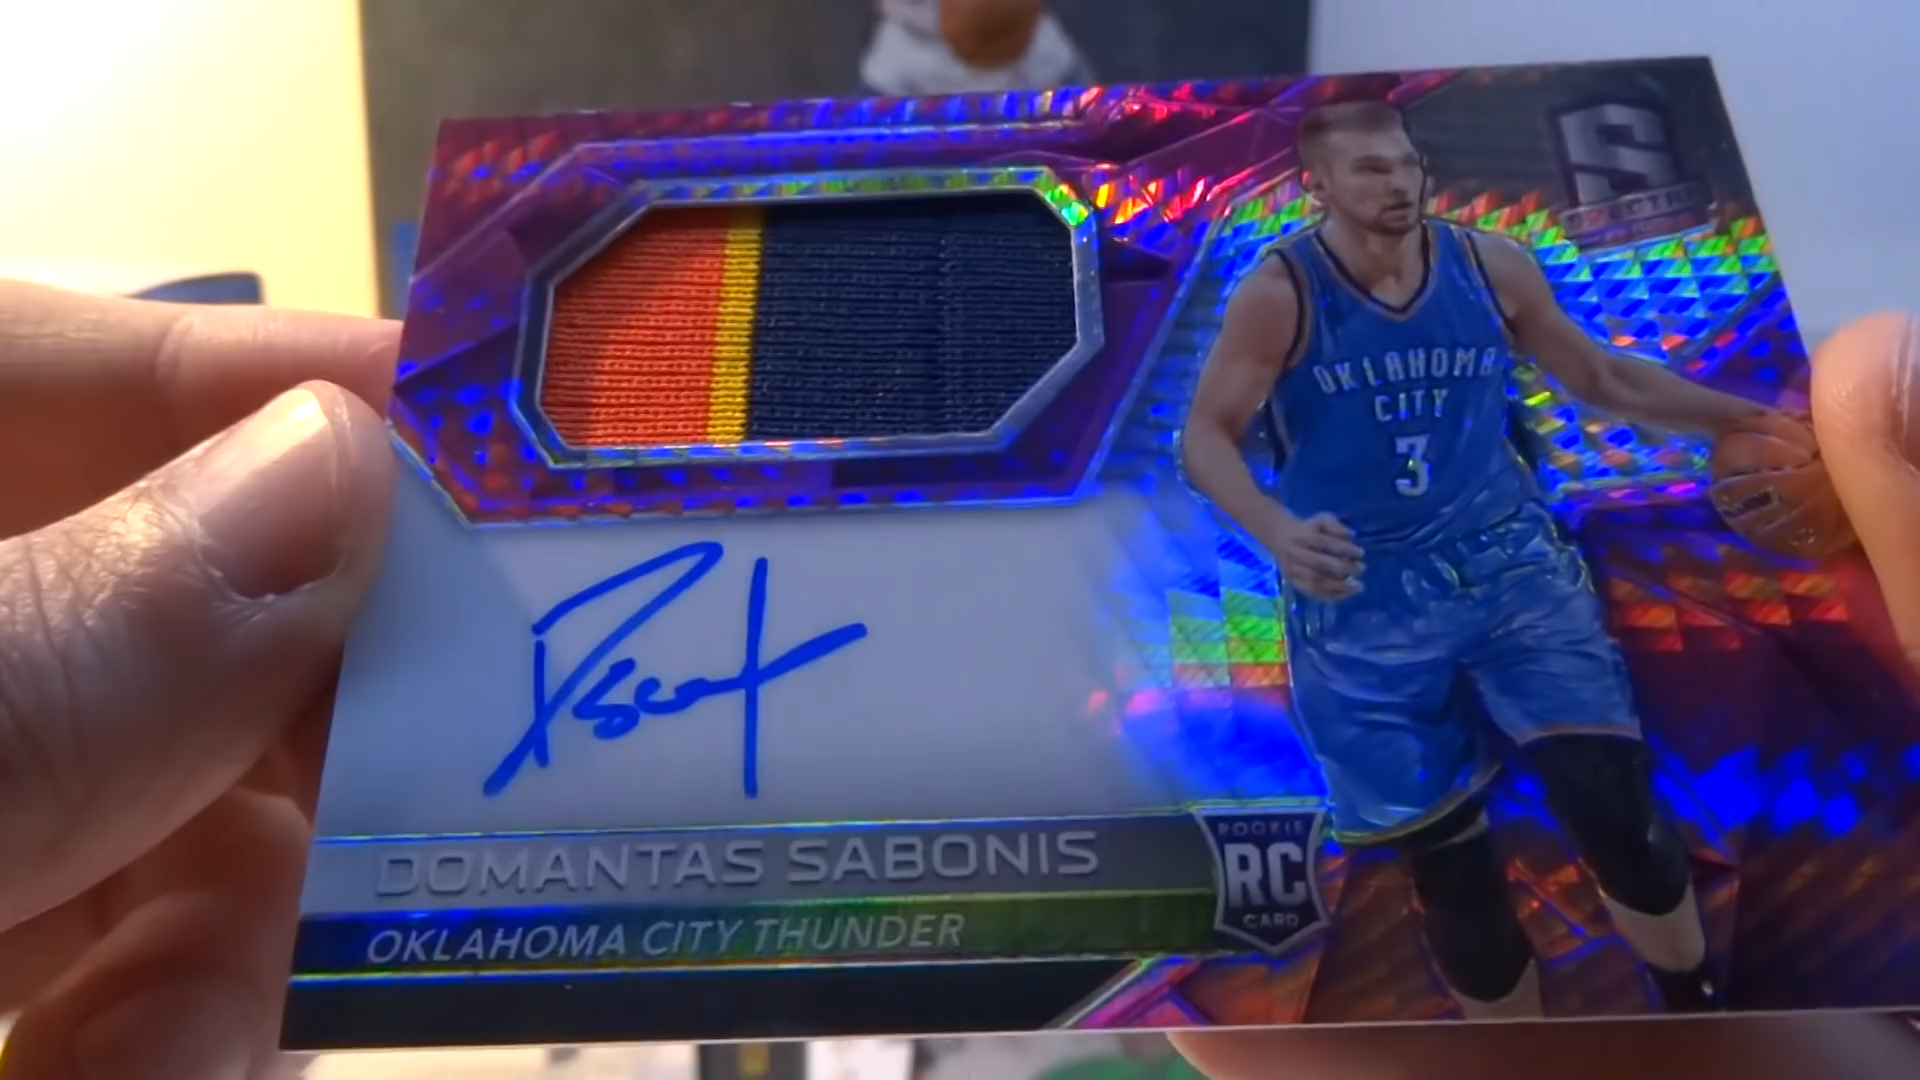 S
OKLAHOMA
CITY
3
DOMANTAS SABONIS
OKLAHOMA CITY THUNDER
ROOKIE
RC
CARD